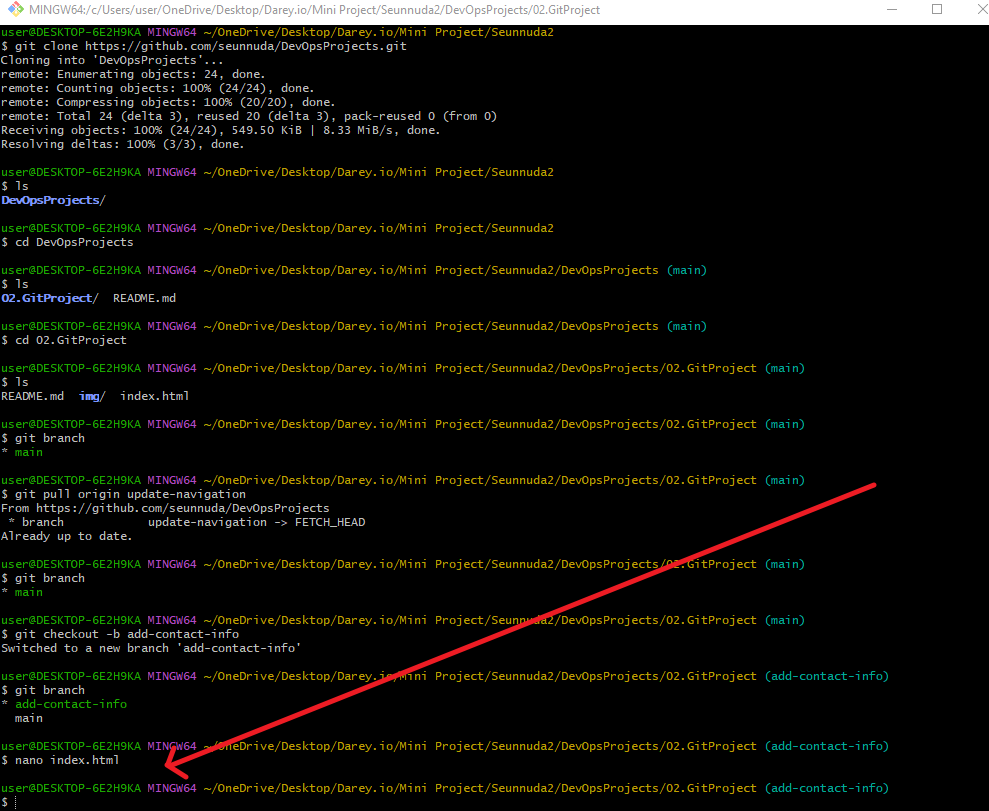 MINGW64:/c/Users/user/OneDrive/Desktop/Darey.io/Mini Project/Seunnuda2/DevOpsProjects/02.GitProject
user@DESKTOP-6E2H9KA MINGW64 ~/OneDrive/Desktop/Darey.io/Mini Project/Seunnuda2
$ git clone https://github.com/seunnuda/DevOpsProjects.git
Cloning into 'DevOpsProjects'...
remote: Enumerating objects: 24, done.
remote: Counting objects: 100% (24/24), done.
remote: Compressing objects: 100% (20/20), done.
remote: Total 24 (delta 3), reused 20 (delta 3), pack-reused 0 (from 0)
Receiving objects: 100% (24/24), 549.50 KiB | 8.33 MiB/s, done.
Resolving deltas: 100% (3/3), done.
user@DESKTOP-6E2H9KA MINGW64 ~/OneDrive/Desktop/Darey.io/Mini Project/Seunnuda2
$ ls
DevOpsProjects/
user@DESKTOP-6E2H9KA MINGW64 ~/OneDrive/Desktop/Darey.io/Mini Project/Seunnuda2
$ cd DevOpsProjects
user@DESKTOP-6E2H9KA MINGW64 ~/OneDrive/Desktop/Darey.io/Mini Project/Seunnuda2/DevOpsProjects (main)
$ ls
02.GitProject/  README.md
user@DESKTOP-6E2H9KA MINGW64 ~/OneDrive/Desktop/Darey.io/Mini Project/Seunnuda2/DevOpsProjects (main)
$ cd 02.GitProject
user@DESKTOP-6E2H9KA MINGW64 ~/OneDrive/Desktop/Darey.io/Mini Project/Seunnuda2/DevOpsProjects/02.GitProject (main)
$ ls
README.md  img/  index.html
user@DESKTOP-6E2H9KA MINGW64 ~/OneDrive/Desktop/Darey.io/Mini Project/Seunnuda2/DevOpsProjects/02.GitProject (main)
$ git branch
* main
user@DESKTOP-6E2H9KA MINGW64 ~/OneDrive/Desktop/Darey.io/Mini Project/Seunnuda2/DevOpsProjects/02.GitProject (main)
$ git pull origin update-navigation
From https://github.com/seunnuda/DevOpsProjects
 * branch            update-navigation -> FETCH_HEAD
Already up to date.
user@DESKTOP-6E2H9KA MINGW64 ~/OneDrive/Desktop/Darey.io/Mini Project/Seunnuda2/DevOpsProjects/02.GitProject (main)
$ git branch
* main
user@DESKTOP-6E2H9KA MINGW64 ~/OneDrive/Desktop/Darey.io/Mini Project/Seunnuda2/DevOpsProjects/02.GitProject (main)
$ git checkout -b add-contact-info
Switched to a new branch 'add-contact-info'
user@DESKTOP-6E2H9KA MINGW64 ~/OneDrive/Desktop/Darey.io/Mini Project/Seunnuda2/DevOpsProjects/02.GitProject (add-contact-info)
$ git branch
* add-contact-info
  main
user@DESKTOP-6E2H9KA MINGW64 ~/OneDrive/Desktop/Darey.io/Mini Project/Seunnuda2/DevOpsProjects/02.GitProject (add-contact-info)
$ nano index.html
user@DESKTOP-6E2H9KA MINGW64 ~/OneDrive/Desktop/Darey.io/Mini Project/Seunnuda2/DevOpsProjects/02.GitProject (add-contact-info)
$